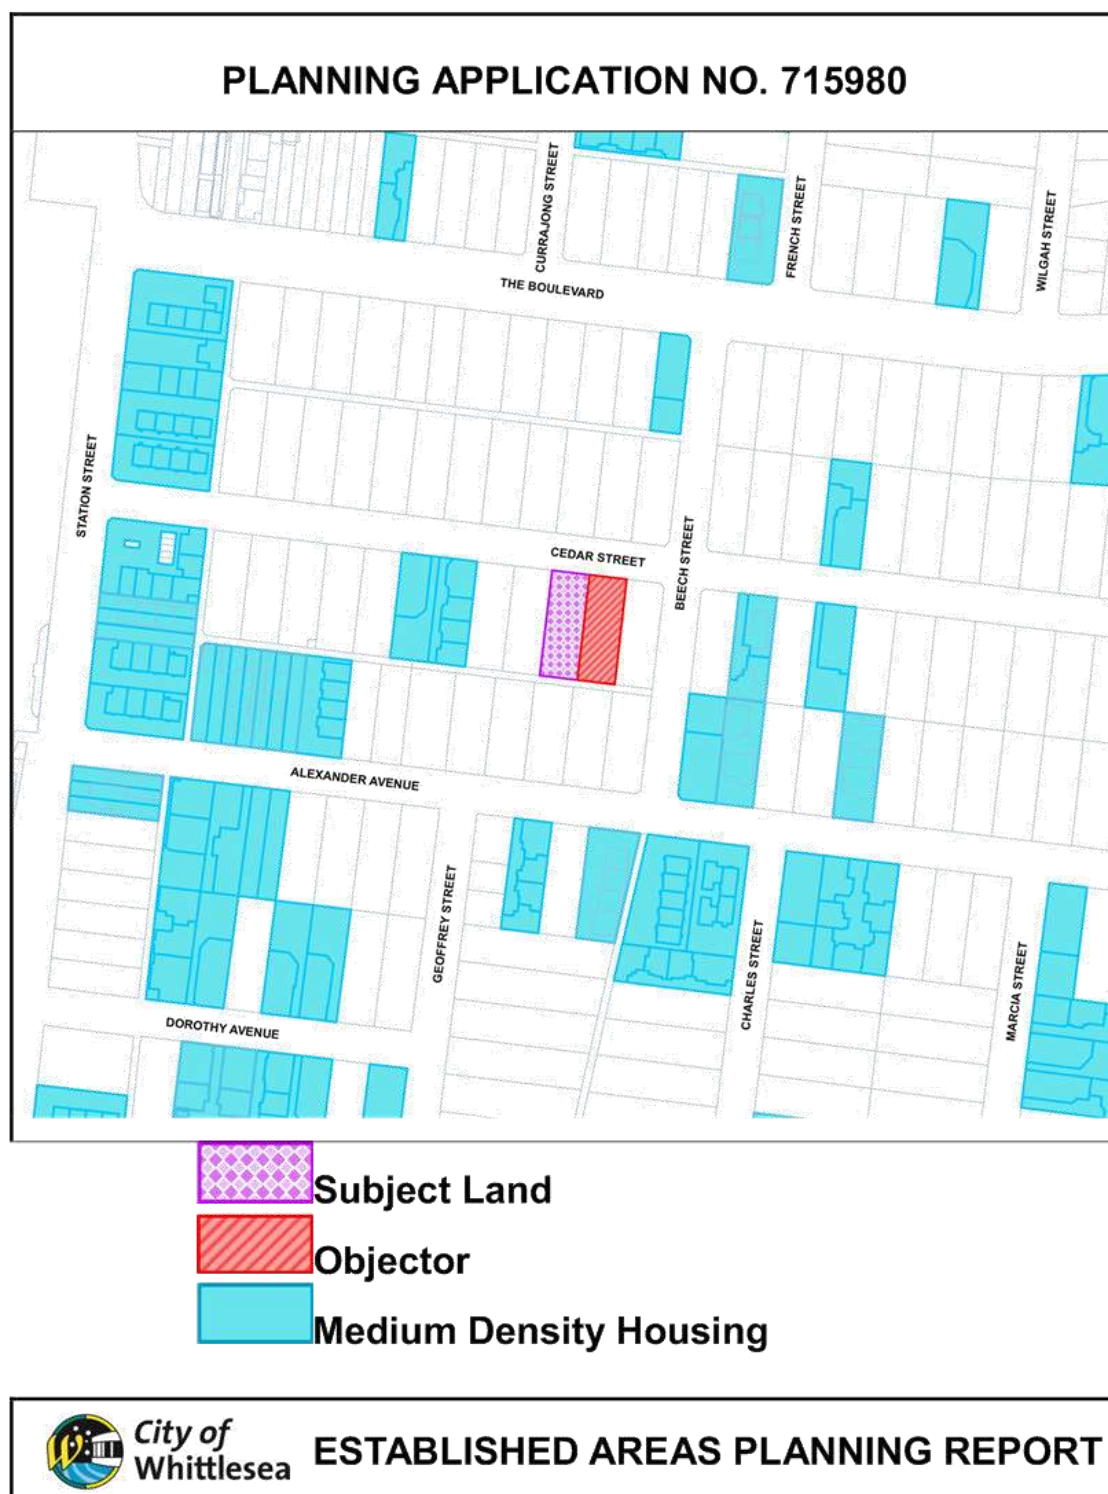 PLANNING APPLICATION NO. 715980
CURRAJONG STREET
FRENCH STREET
WILGAH STREET
THE BOULEVARD
STATION STREET
CEDAR STREET
BEECH STREET
ALEXANDER AVENUE
GEOFFREY STREET
CHARLES STREET
MARCIA STREET
DOROTHY AVENUE
Subject Land
Objector
Medium Density Housing
City of
Whittlesea
ESTABLISHED AREAS PLANNING REPORT